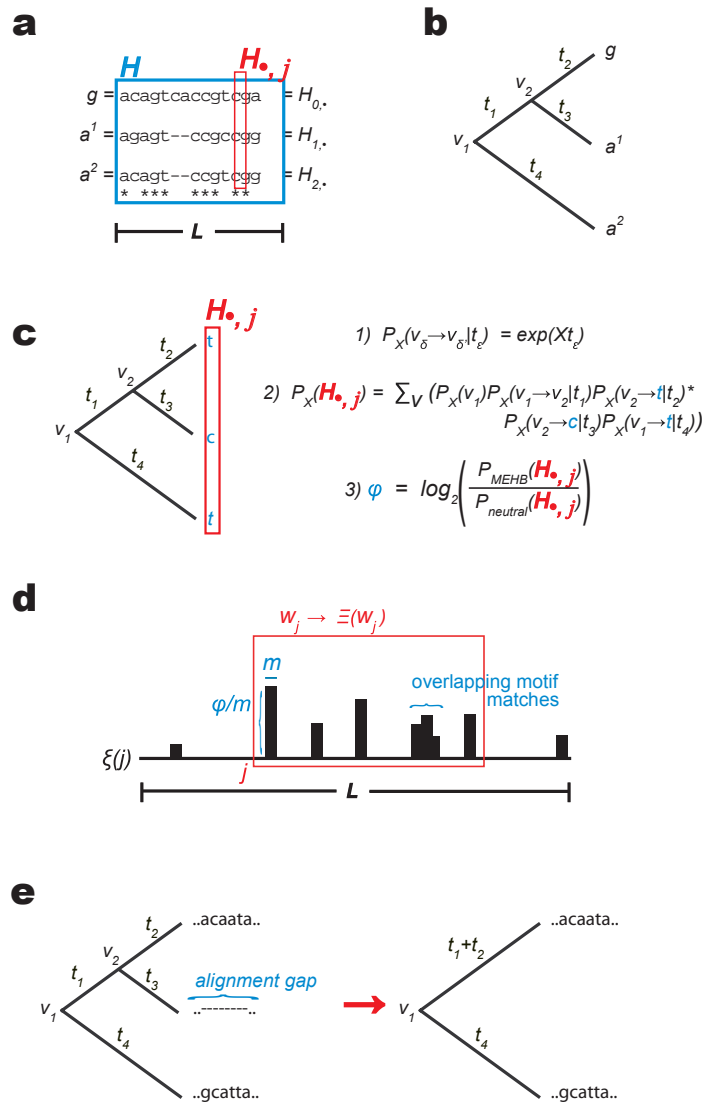 a
H H•, j
g = acagtcaccgtcga = H0,•
a1 = agagt--ccgccgg = H1,•
a2 = acagt--ccgtcgg = H2,•
* *** *** **
L
b
g
t2
v2
t1 t3
v1 a1
t4
a2
c
H•, j
t
t2
v2
t1 t3
c
v1
t4
t
1) PX(vδ→vδ'|tε) = exp(Xtε)
2) PX(H•, j) = ∑V (PX(v1)PX(v1→v2|t1)PX(v2→t|t2)*
PX(v2→c|t3)PX(v1→t|t4))
3) φ = log2(PMEHB(H•, j) / Pneutral(H•, j))
d
wj → Ξ(wj)
m
overlapping motif
matches
φ/m
ξ(j)
j
L
e
..acaata..
t2
v2
t1 t3
alignment gap
..--------..
v1
t4
..gcatta..
..acaata..
t1+t2
v1
t4
..gcatta..